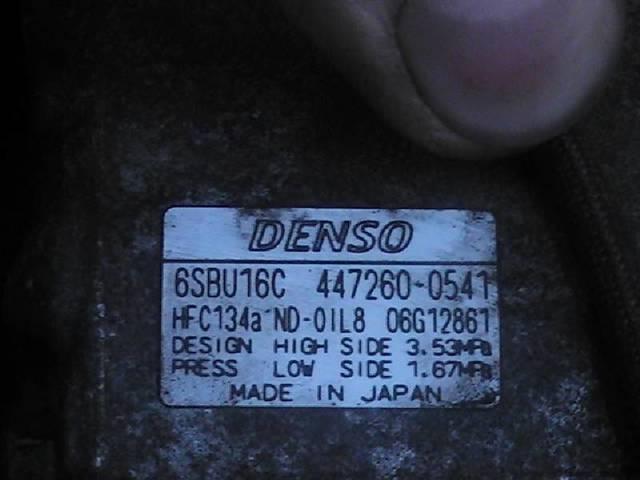 DENSO
6SBU16C 447260-0541
HFC134a ND-OIL8 06G12861
DESIGN HIGH SIDE 3.53MPa
PRESS LOW SIDE 1.67MPa
MADE IN JAPAN